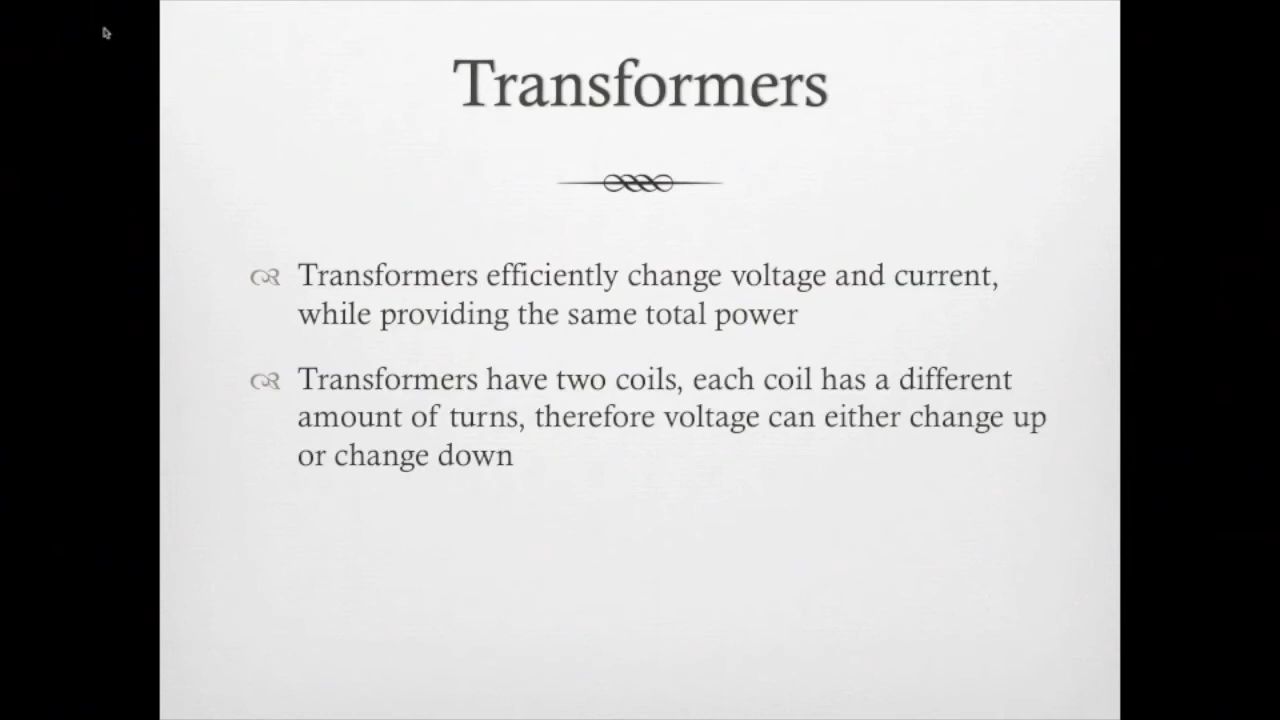 Transformers
Transformers efficiently change voltage and current,
while providing the same total power
Transformers have two coils, each coil has a different
amount of turns, therefore voltage can either change up
or change down